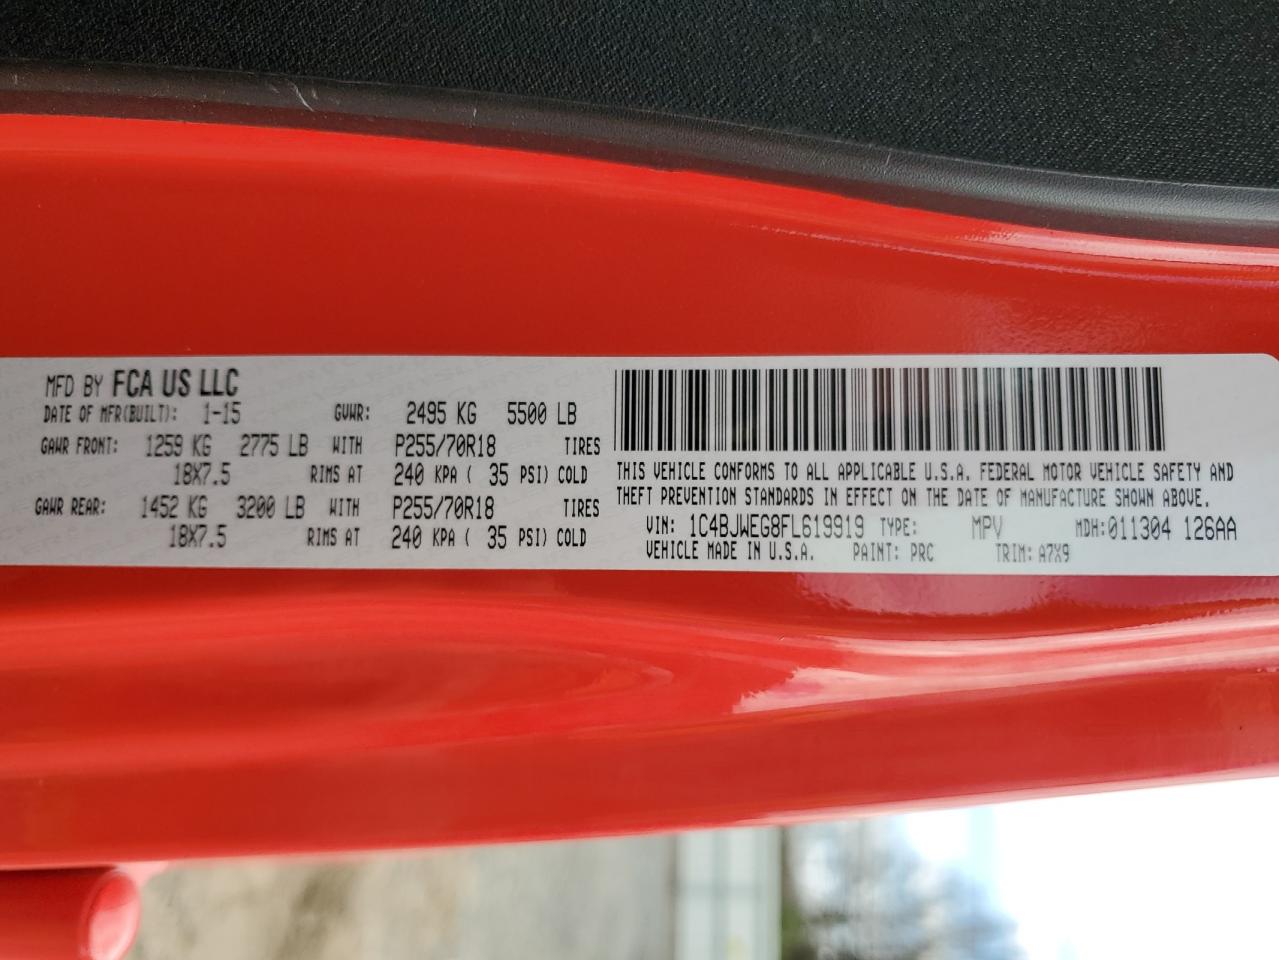 MFD BY FCA US LLC
DATE OF MFR(BUILT): 1-15 GVWR: 2495 KG 5500 LB
GAWR FRONT: 1259 KG 2775 LB WITH P255/70R18 TIRES
18X7.5 RIMS AT 240 KPA ( 35 PSI) COLD
GAWR REAR: 1452 KG 3200 LB WITH P255/70R18 TIRES
18X7.5 RIMS AT 240 KPA ( 35 PSI) COLD
THIS VEHICLE CONFORMS TO ALL APPLICABLE U.S.A. FEDERAL MOTOR VEHICLE SAFETY AND
THEFT PREVENTION STANDARDS IN EFFECT ON THE DATE OF MANUFACTURE SHOWN ABOVE.
VIN: 1C4BJWEG8FL619919 TYPE: MPV MDH:011304 126AA
VEHICLE MADE IN U.S.A. PAINT: PRC TRIM: A7X9